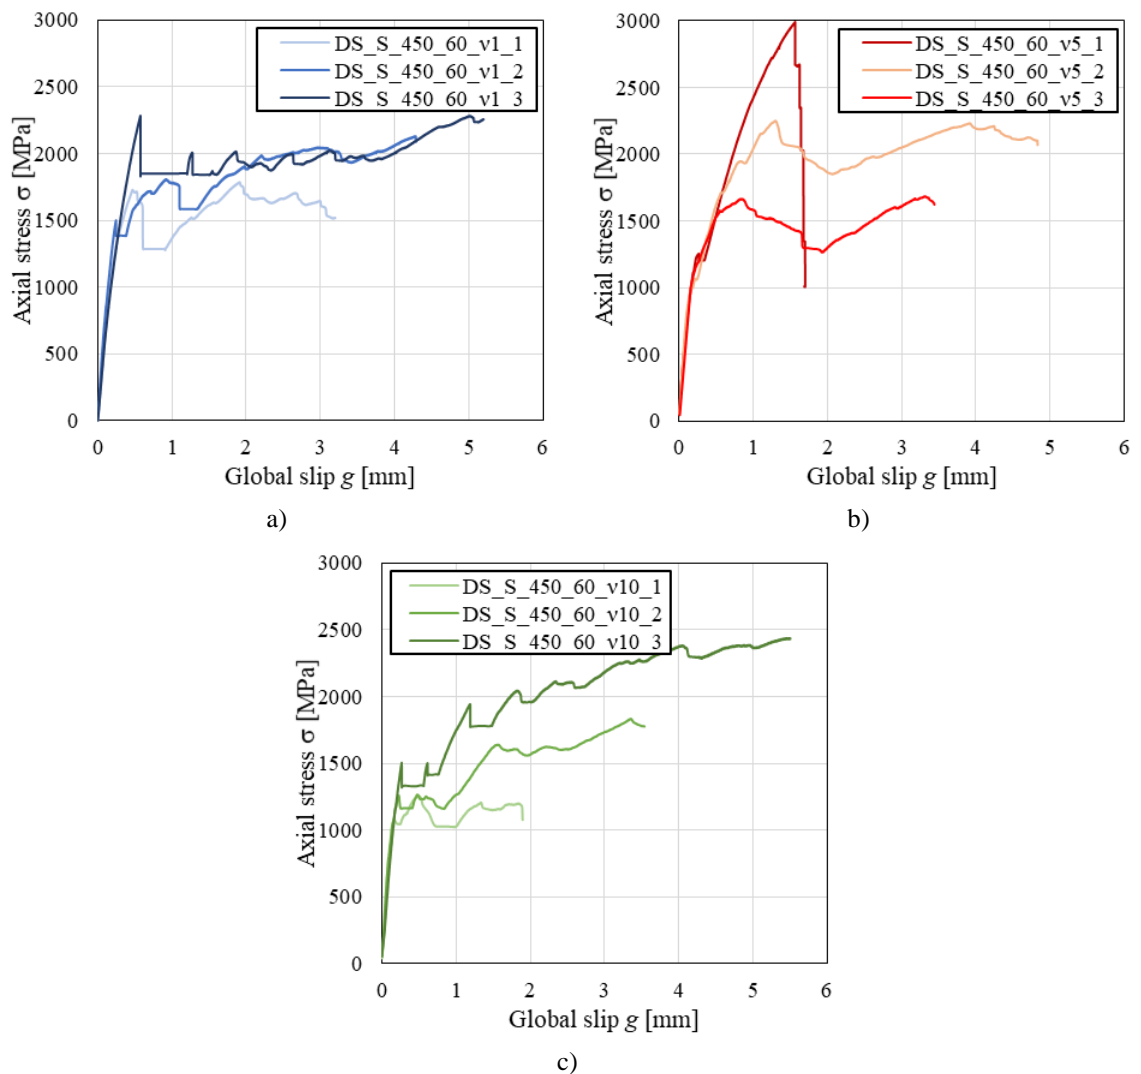 3000
2500
2000
1500
1000
500
0
0 1 2 3 4 5 6
Axial stress σ [MPa]
Global slip g [mm]
DS_S_450_60_v1_1
DS_S_450_60_v1_2
DS_S_450_60_v1_3
a)
3000
2500
2000
1500
1000
500
0
0 1 2 3 4 5 6
Axial stress σ [MPa]
Global slip g [mm]
DS_S_450_60_v5_1
DS_S_450_60_v5_2
DS_S_450_60_v5_3
b)
3000
2500
2000
1500
1000
500
0
0 1 2 3 4 5 6
Axial stress σ [MPa]
Global slip g [mm]
DS_S_450_60_v10_1
DS_S_450_60_v10_2
DS_S_450_60_v10_3
c)